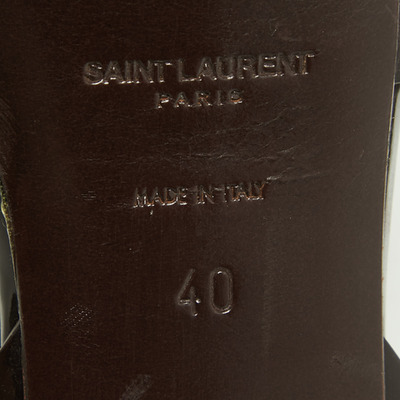 SAINT LAURENT
PARIS
MADE IN ITALY
40